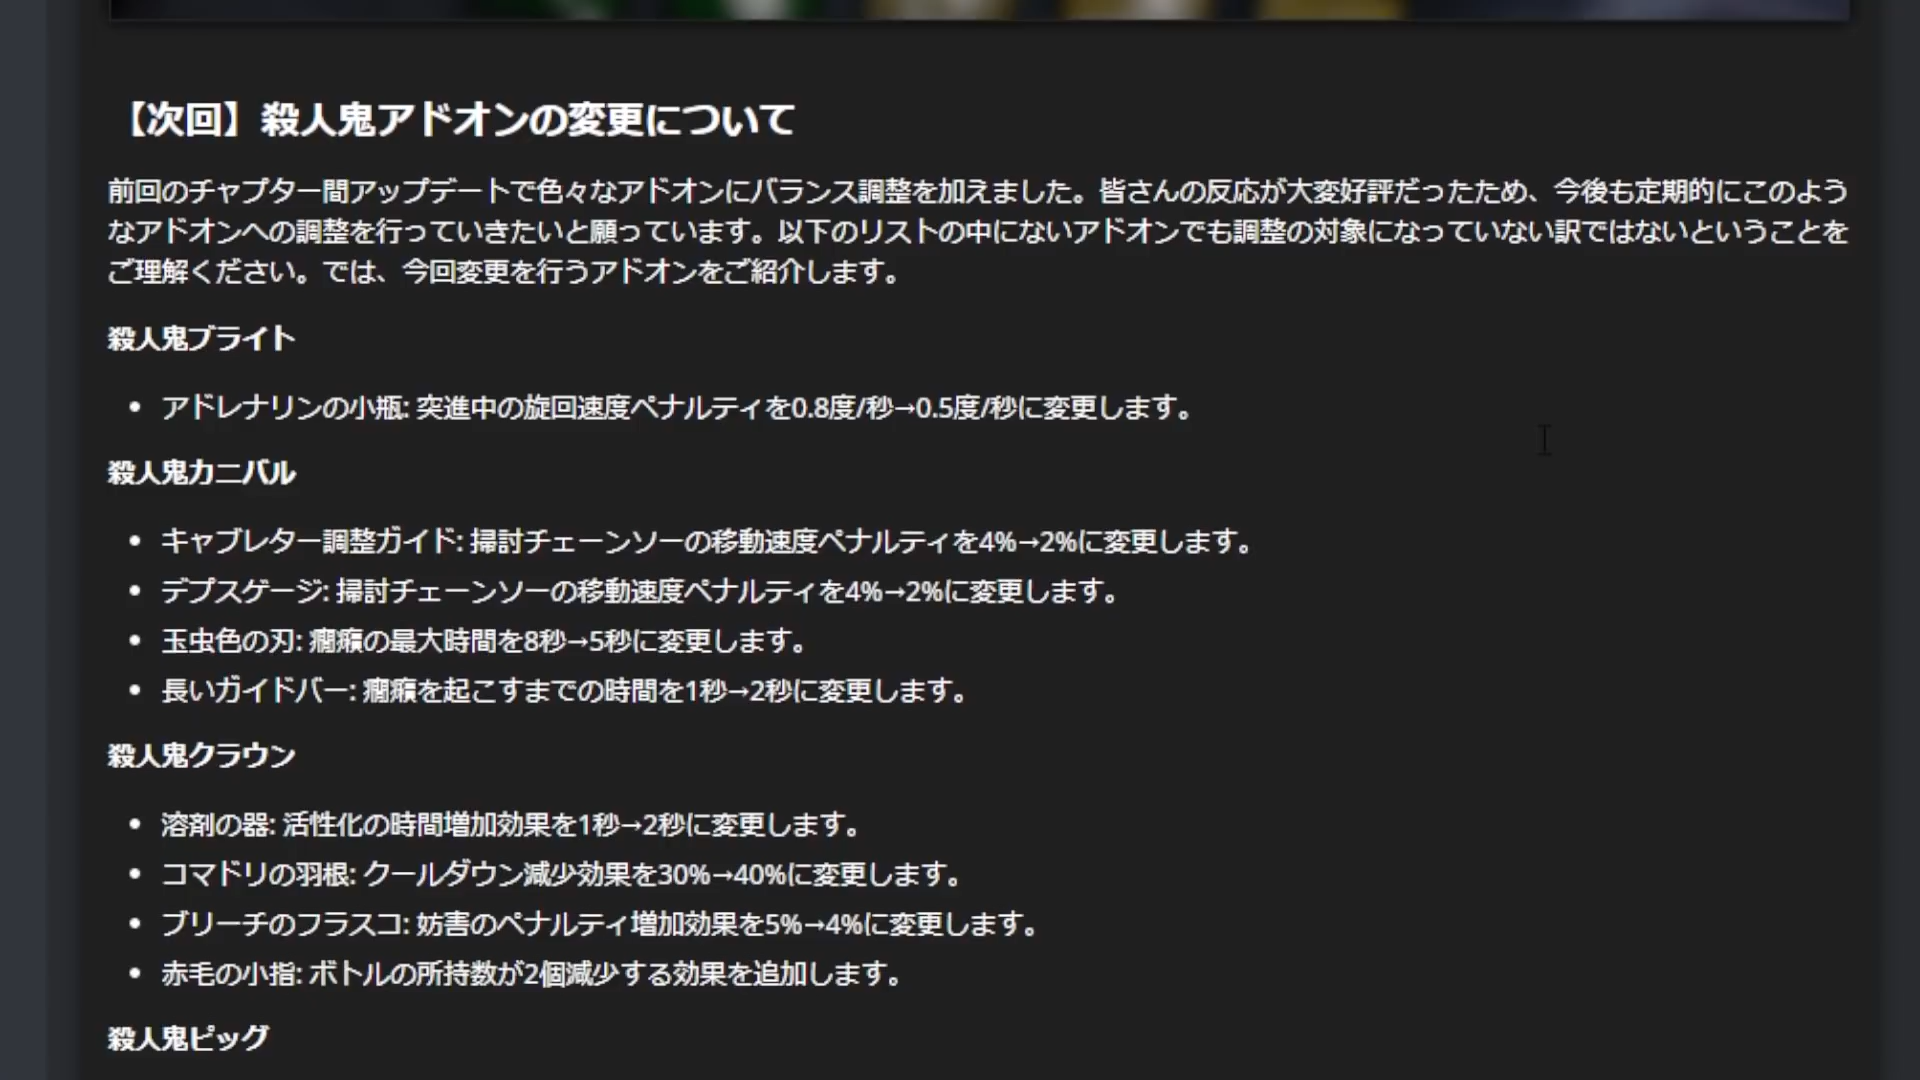 【次回】殺人鬼アドオンの変更について
前回のチャプター間アップデートで色々なアドオンにバランス調整を加えました。皆さんの反応が大変好評だったため、今後も定期的にこのよう
なアドオンへの調整を行っていきたいと願っています。以下のリストの中にないアドオンでも調整の対象になっていない訳ではないということを
ご理解ください。では、今回変更を行うアドオンをご紹介します。
殺人鬼ブライト
• アドレナリンの小瓶: 突進中の旋回速度ペナルティを0.8度/秒→0.5度/秒に変更します。
殺人鬼カニバル
• キャブレター調整ガイド: 掃討チェーンソーの移動速度ペナルティを4%→2%に変更します。
• デプスゲージ: 掃討チェーンソーの移動速度ペナルティを4%→2%に変更します。
• 玉虫色の刃: 癇癪の最大時間を8秒→5秒に変更します。
• 長いガイドバー: 癇癪を起こすまでの時間を1秒→2秒に変更します。
殺人鬼クラウン
• 溶剤の器: 活性化の時間増加効果を1秒→2秒に変更します。
• コマドリの羽根: クールダウン減少効果を30%→40%に変更します。
• ブリーチのフラスコ: 妨害のペナルティ増加効果を5%→4%に変更します。
• 赤毛の小指: ボトルの所持数が2個減少する効果を追加します。
殺人鬼ピッグ